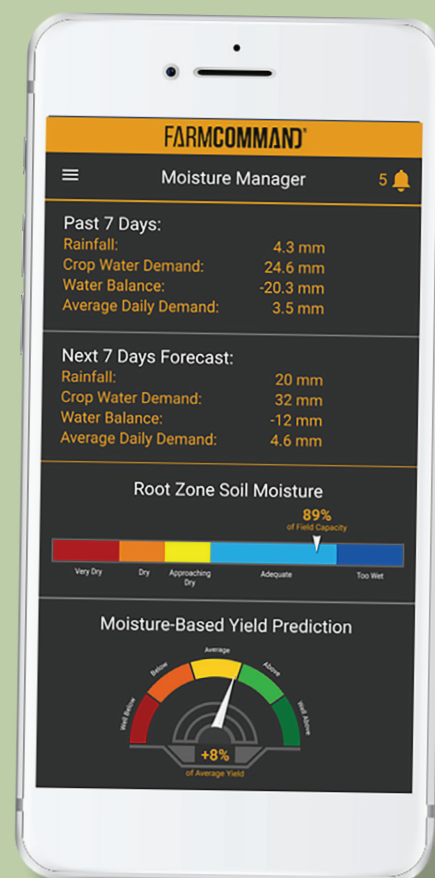 FARMCOMMAND®
Moisture Manager 5
Past 7 Days:
Rainfall: 4.3 mm
Crop Water Demand: 24.6 mm
Water Balance: -20.3 mm
Average Daily Demand: 3.5 mm
Next 7 Days Forecast:
Rainfall: 20 mm
Crop Water Demand: 32 mm
Water Balance: -12 mm
Average Daily Demand: 4.6 mm
Root Zone Soil Moisture
89%
of Field Capacity
Very Dry Dry Approaching Dry Adequate Too Wet
Moisture-Based Yield Prediction
Well Below Below Average Above Well Above
+8%
of Average Yield